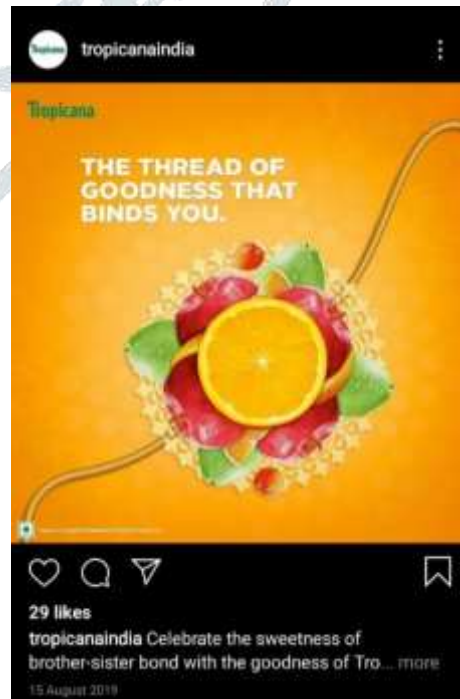 tropicanaindia
Tropicana
THE THREAD OF
GOODNESS THAT
BINDS YOU.
29 likes
tropicanaindia Celebrate the sweetness of
brother-sister bond with the goodness of Tro... more
15 August 2019